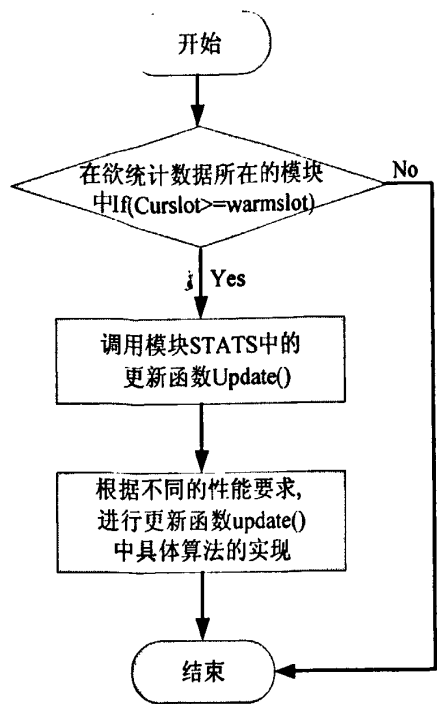 开始
在欲统计数据所在的模块
中If(Curslot>=warmslot)
No
Yes
调用模块STATS中的
更新函数Update()
根据不同的性能要求,
进行更新函数update()
中具体算法的实现
结束